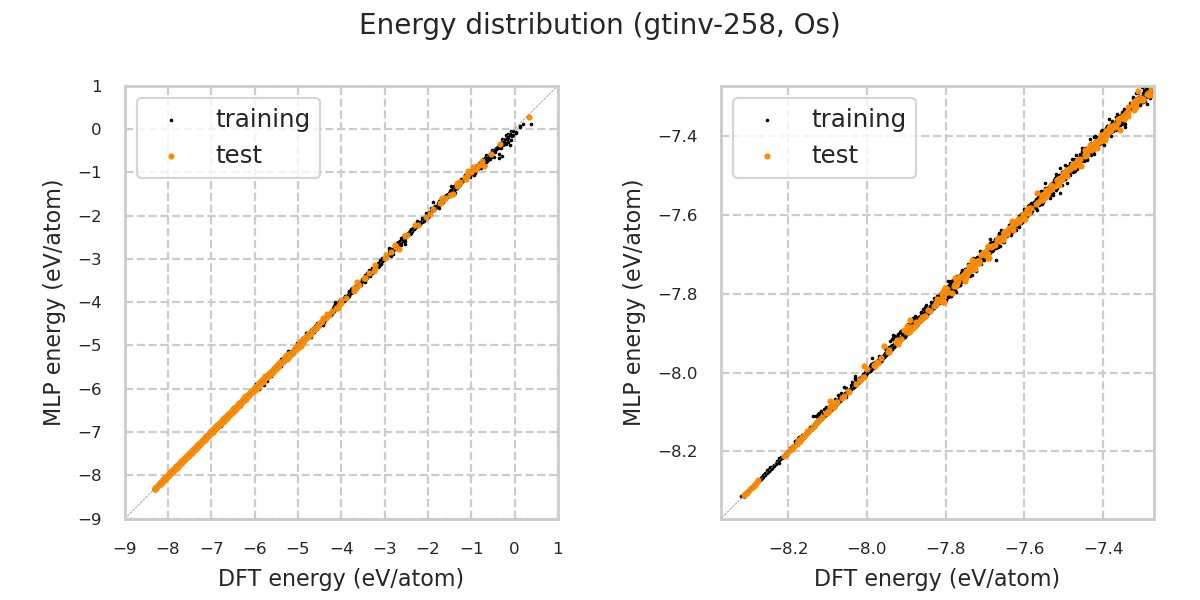 Energy distribution (gtinv-258, Os)
training
test
1
0
−1
−2
−3
−4
−5
−6
−7
−8
−9
MLP energy (eV/atom)
−9 −8 −7 −6 −5 −4 −3 −2 −1 0 1
DFT energy (eV/atom)
training
test
−7.4
−7.6
−7.8
−8.0
−8.2
MLP energy (eV/atom)
−8.2 −8.0 −7.8 −7.6 −7.4
DFT energy (eV/atom)